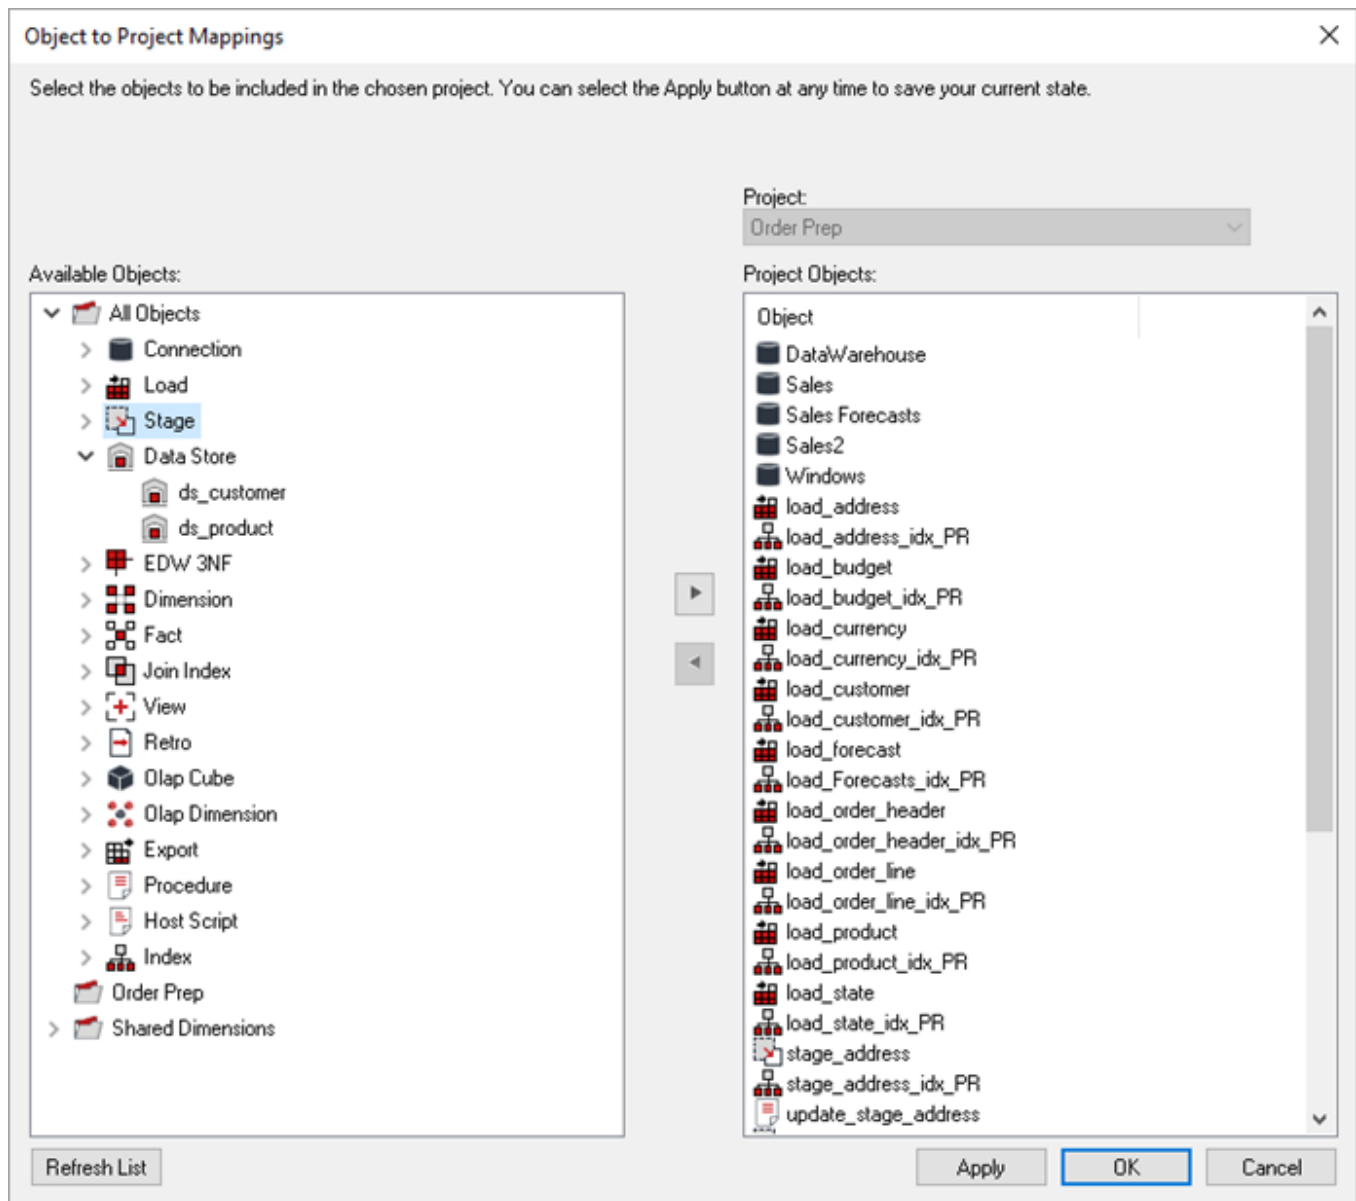 Object to Project Mappings
Select the objects to be included in the chosen project. You can select the Apply button at any time to save your current state.
Project:
Order Prep
Available Objects:
All Objects
Connection
Load
Stage
Data Store
ds_customer
ds_product
EDW 3NF
Dimension
Fact
Join Index
View
Retro
Olap Cube
Olap Dimension
Export
Procedure
Host Script
Index
Order Prep
Shared Dimensions
Project Objects:
Object
DataWarehouse
Sales
Sales Forecasts
Sales2
Windows
load_address
load_address_idx_PR
load_budget
load_budget_idx_PR
load_currency
load_currency_idx_PR
load_customer
load_customer_idx_PR
load_forecast
load_Forecasts_idx_PR
load_order_header
load_order_header_idx_PR
load_order_line
load_order_line_idx_PR
load_product
load_product_idx_PR
load_state
load_state_idx_PR
stage_address
stage_address_idx_PR
update_stage_address
Refresh List
Apply
OK
Cancel